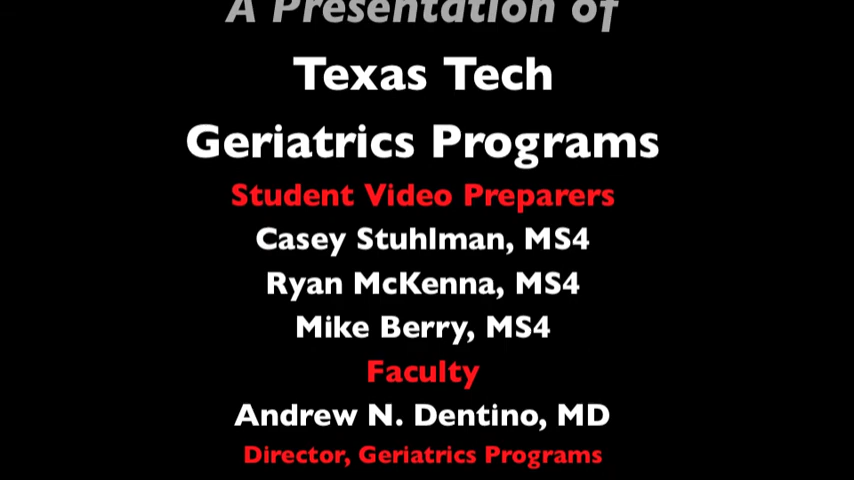 A Presentation of
Texas Tech
Geriatrics Programs
Student Video Preparers
Casey Stuhlman, MS4
Ryan McKenna, MS4
Mike Berry, MS4
Faculty
Andrew N. Dentino, MD
Director, Geriatrics Programs